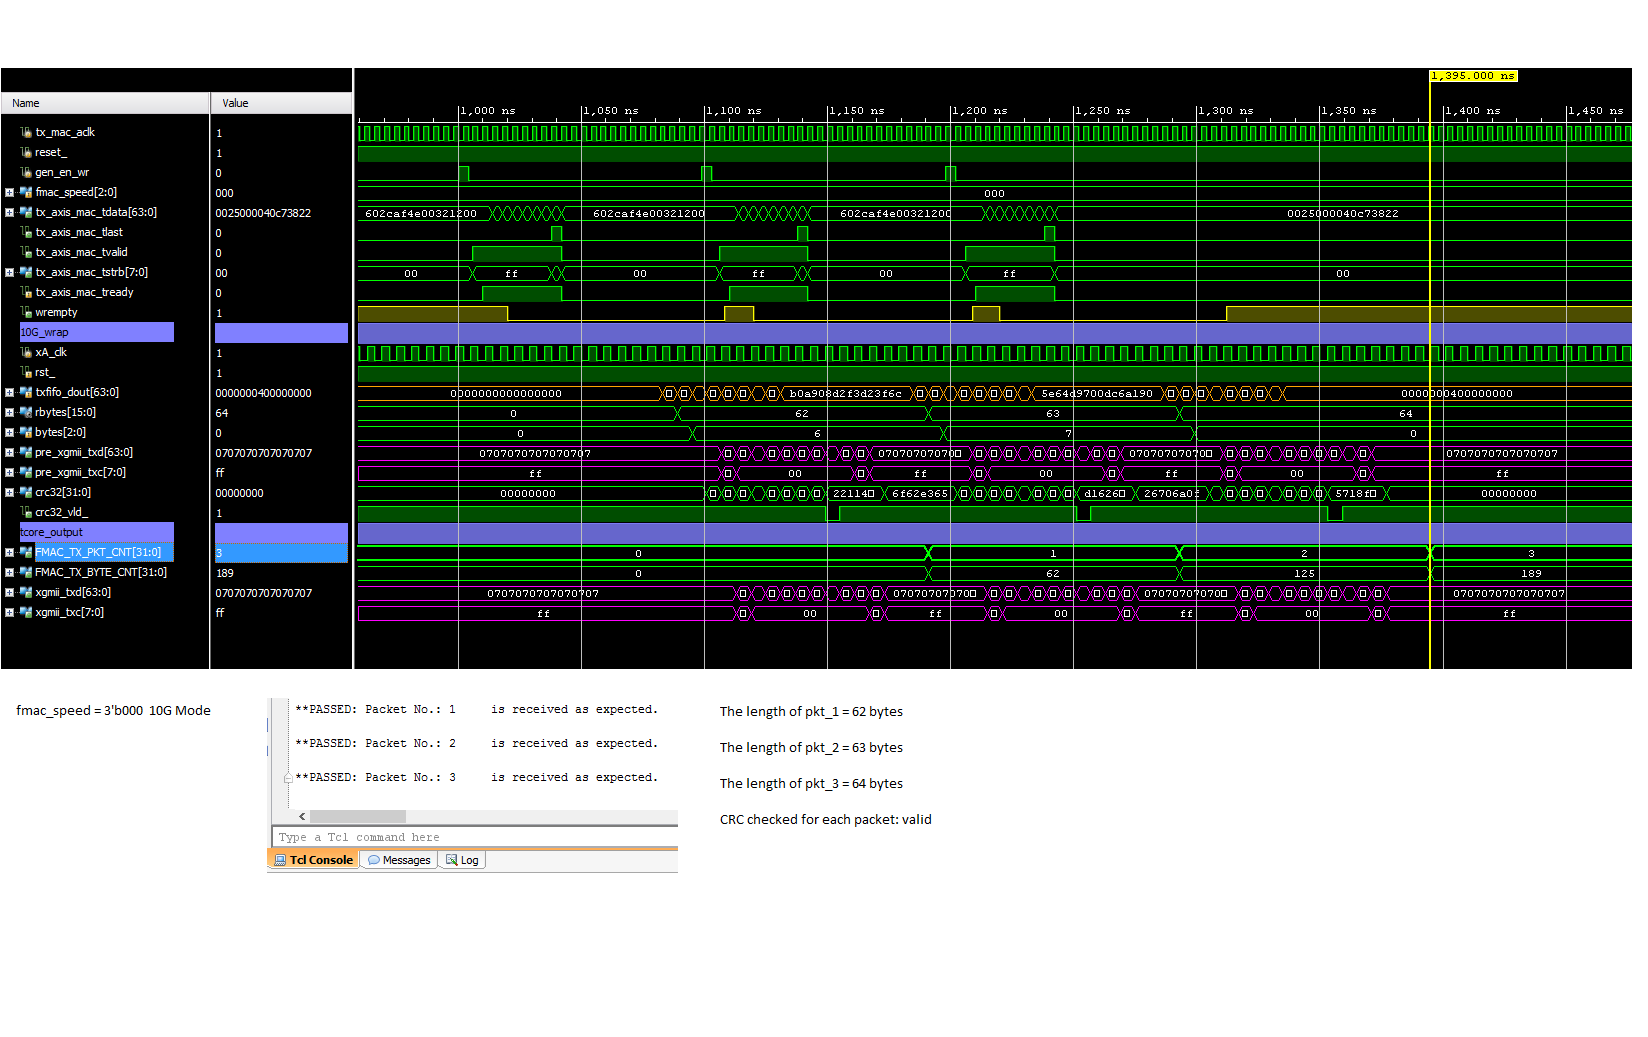 1,395.000 ns
Name Value
1,000 ns 1,050 ns 1,100 ns 1,150 ns 1,200 ns 1,250 ns 1,300 ns 1,350 ns 1,400 ns 1,450 ns
tx_mac_aclk 1
reset_ 1
gen_en_wr 0
fmac_speed[2:0] 000 000
tx_axis_mac_tdata[63:0] 0025000040c73822 602caf4e00321200 602caf4e00321200 602caf4e00321200 0025000040c73822
tx_axis_mac_tlast 0
tx_axis_mac_tvalid 0
tx_axis_mac_tstrb[7:0] 00 00 ff 00 ff 00 ff 00
tx_axis_mac_tready 0
wrempty 1
10G_wrap
xA_clk 1
rst_ 1
txfifo_dout[63:0] 0000000400000000 0000000000000000 b0a908d2f3d23f6c 5e64d9700dc6a190 0000000400000000
rbytes[15:0] 64 0 62 63 64
bytes[2:0] 0 0 6 7 0
pre_xgmii_txd[63:0] 0707070707070707 0707070707070707 07070707070 07070707070 0707070707070707
pre_xgmii_txc[7:0] ff ff 00 ff 00 ff 00 ff
crc32[31:0] 00000000 00000000 22114 6f62e365 d1626 26706a0f 5718f 00000000
crc32_vld_ 1
tcore_output
FMAC_TX_PKT_CNT[31:0] 3 0 1 2 3
FMAC_TX_BYTE_CNT[31:0] 189 0 62 125 189
xgmii_txd[63:0] 0707070707070707 0707070707070707 07070707070 07070707070 0707070707070707
xgmii_txc[7:0] ff ff 00 ff 00 ff 00 ff
fmac_speed = 3'b000 10G Mode
**PASSED: Packet No.: 1 is received as expected.
**PASSED: Packet No.: 2 is received as expected.
**PASSED: Packet No.: 3 is received as expected.
Type a Tcl command here
Tcl Console Messages Log
The length of pkt_1 = 62 bytes
The length of pkt_2 = 63 bytes
The length of pkt_3 = 64 bytes
CRC checked for each packet: valid